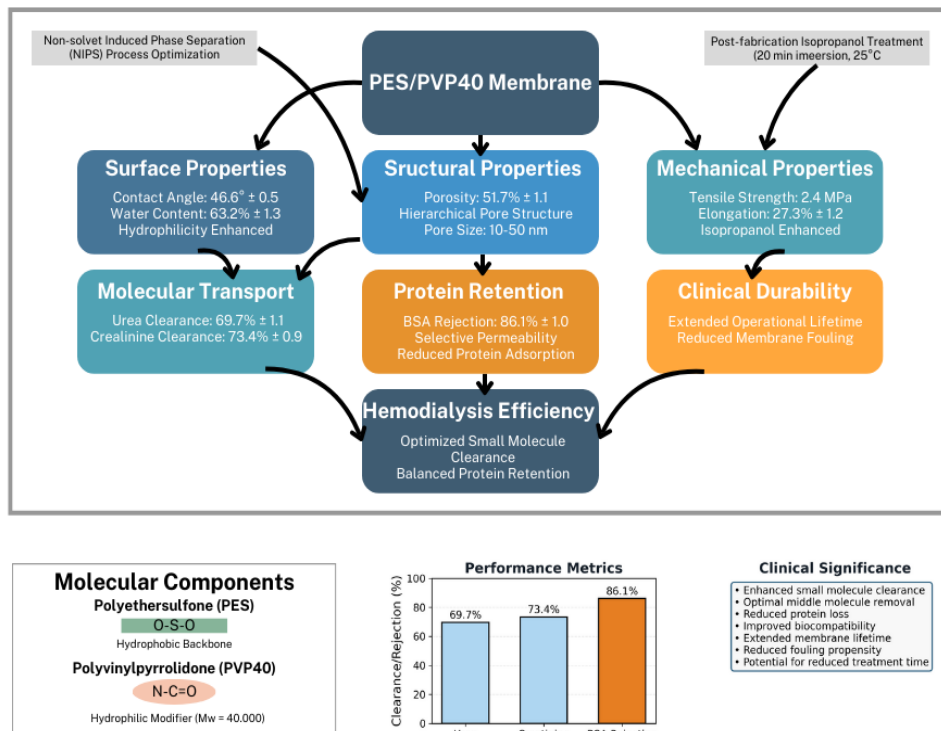 Non-solvet Induced Phase Separation
(NIPS) Process Optimization
Post-fabrication Isopropanol Treatment
(20 min imeersion, 25°C
PES/PVP40 Membrane
Surface Properties
Contact Angle: 46.6° ± 0.5
Water Content: 63.2% ± 1.3
Hydrophilicity Enhanced
Sructural Properties
Porosity: 51.7% ± 1.1
Hierarchical Pore Structure
Pore Size: 10-50 nm
Mechanical Properties
Tensile Strength: 2.4 MPa
Elongation: 27.3% ± 1.2
Isopropanol Enhanced
Molecular Transport
Urea Clearance: 69.7% ± 1.1
Crealinine Clearance: 73.4% ± 0.9
Protein Retention
BSA Rejection: 86.1% ± 1.0
Selective Permeability
Reduced Protein Adsorption
Clinical Durability
Extended Operational Lifetime
Reduced Membrane Fouling
Hemodialysis Efficiency
Optimized Small Molecule
Clearance
Balanced Protein Retention
Molecular Components
Polyethersulfone (PES)
O-S-O
Hydrophobic Backbone
Polyvinylpyrrolidone (PVP40)
N-C=O
Hydrophilic Modifier (Mw = 40.000)
Performance Metrics
Clearance/Rejection (%)
100
80
60
40
20
0
69.7%
73.4%
86.1%
Clinical Significance
• Enhanced small molecule clearance
• Optimal middle molecule removal
• Reduced protein loss
• Improved biocompatibility
• Extended membrane lifetime
• Reduced fouling propensity
• Potential for reduced treatment time